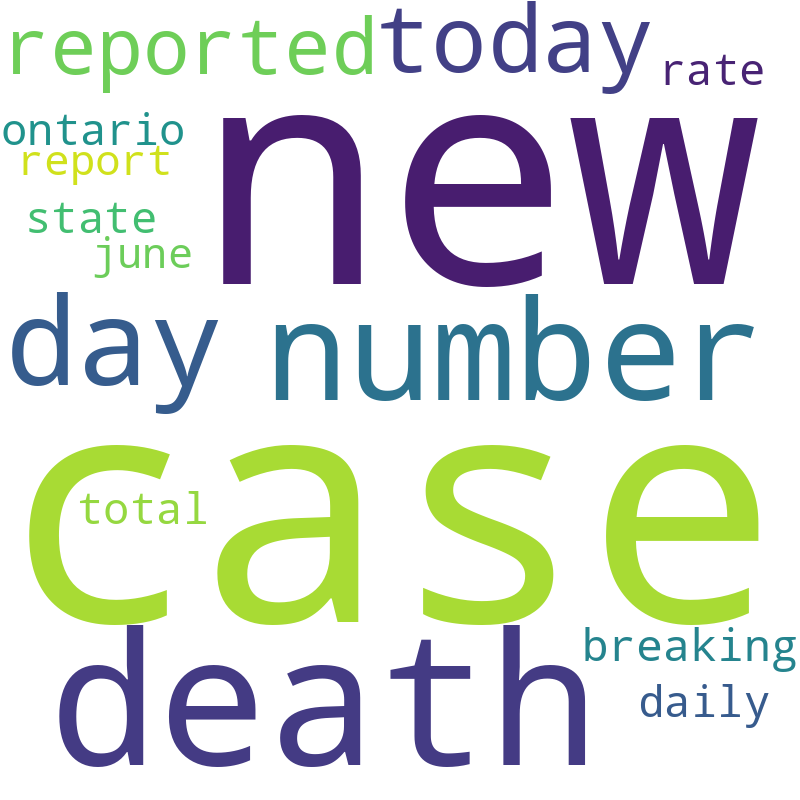 reported today
rate
new
ontario
report
state
june
day number
case
total
death
breaking
daily